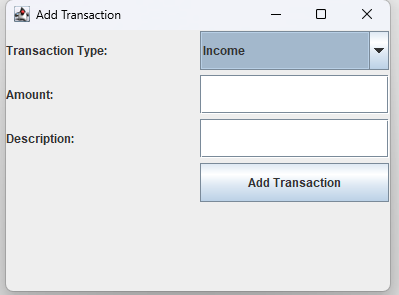 Add Transaction
Transaction Type: Income
Amount:
Description:
Add Transaction